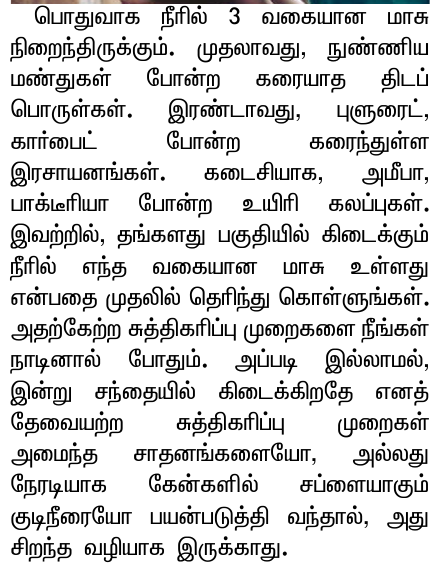 பொதுவாக நீரில் 3 வகையான மாசு
நிறைந்திருக்கும். முதலாவது, நுண்ணிய
மண்துகள் போன்ற கரையாத திடப்
பொருள்கள். இரண்டாவது, புளுரைட்,
கார்பைட் போன்ற கரைந்துள்ள
இரசாயனங்கள். கடைசியாக, அமீபா,
பாக்டீரியா போன்ற உயிரி கலப்புகள்.
இவற்றில், தங்களது பகுதியில் கிடைக்கும்
நீரில் எந்த வகையான மாசு உள்ளது
என்பதை முதலில் தெரிந்து கொள்ளுங்கள்.
அதற்கேற்ற சுத்திகரிப்பு முறைகளை நீங்கள்
நாடினால் போதும். அப்படி இல்லாமல்,
இன்று சந்தையில் கிடைக்கிறதே எனத்
தேவையற்ற சுத்திகரிப்பு முறைகள்
அமைந்த சாதனங்களையோ, அல்லது
நேரடியாக கேன்களில் சப்ளையாகும்
குடிநீரையோ பயன்படுத்தி வந்தால், அது
சிறந்த வழியாக இருக்காது.